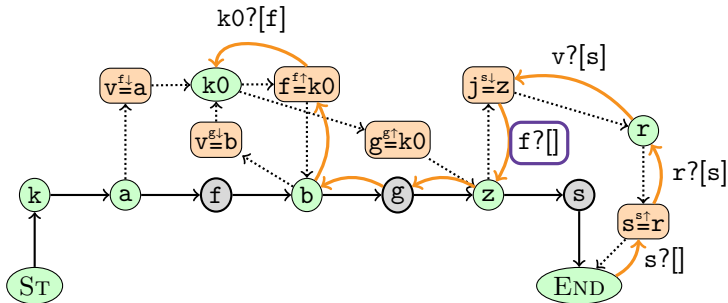 k0?[f]
v?[s]
v=f↓a
k0
f=f↑k0
j=s↓z
v=g↓b
g=g↑k0
f?[]
r
k
a
f
b
g
z
s
r?[s]
s=s↑r
s?[]
St
End